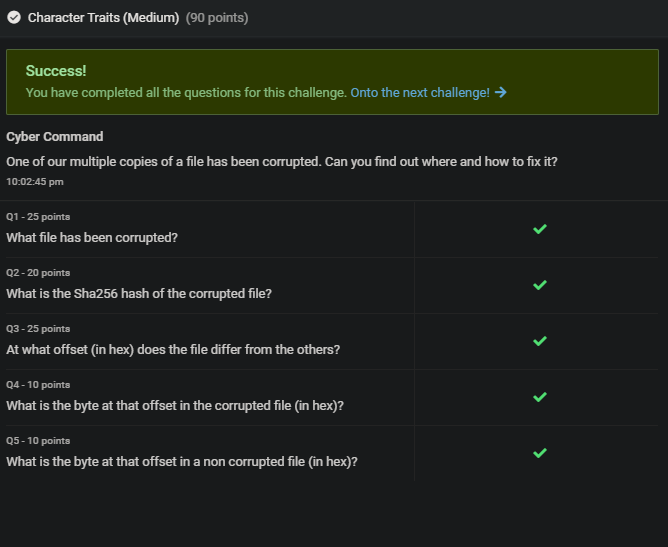 Character Traits (Medium) (90 points)
Success!
You have completed all the questions for this challenge. Onto the next challenge!
Cyber Command
One of our multiple copies of a file has been corrupted. Can you find out where and how to fix it?
10:02:45 pm
Q1 - 25 points
What file has been corrupted?
Q2 - 20 points
What is the Sha256 hash of the corrupted file?
Q3 - 25 points
At what offset (in hex) does the file differ from the others?
Q4 - 10 points
What is the byte at that offset in the corrupted file (in hex)?
Q5 - 10 points
What is the byte at that offset in a non corrupted file (in hex)?